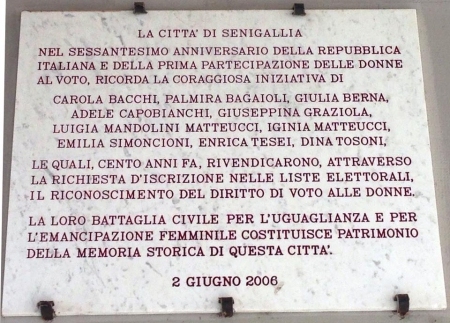 LA CITTA' DI SENIGALLIA
NEL SESSANTESIMO ANNIVERSARIO DELLA REPUBBLICA
ITALIANA E DELLA PRIMA PARTECIPAZIONE DELLE DONNE
AL VOTO, RICORDA LA CORAGGIOSA INIZIATIVA DI
CAROLA BACCHI, PALMIRA BAGAIOLI, GIULIA BERNA,
ADELE CAPOBIANCHI, GIUSEPPINA GRAZIOLA,
LUIGIA MANDOLINI MATTEUCCI, IGINIA MATTEUCCI,
EMILIA SIMONCIONI, ENRICA TESEI, DINA TOSONI,
LE QUALI, CENTO ANNI FA, RIVENDICARONO, ATTRAVERSO
LA RICHIESTA D'ISCRIZIONE NELLE LISTE ELETTORALI,
IL RICONOSCIMENTO DEL DIRITTO DI VOTO ALLE DONNE.
LA LORO BATTAGLIA CIVILE PER L'UGUAGLIANZA E PER
L'EMANCIPAZIONE FEMMINILE COSTITUISCE PATRIMONIO
DELLA MEMORIA STORICA DI QUESTA CITTA'.
2 GIUGNO 2006